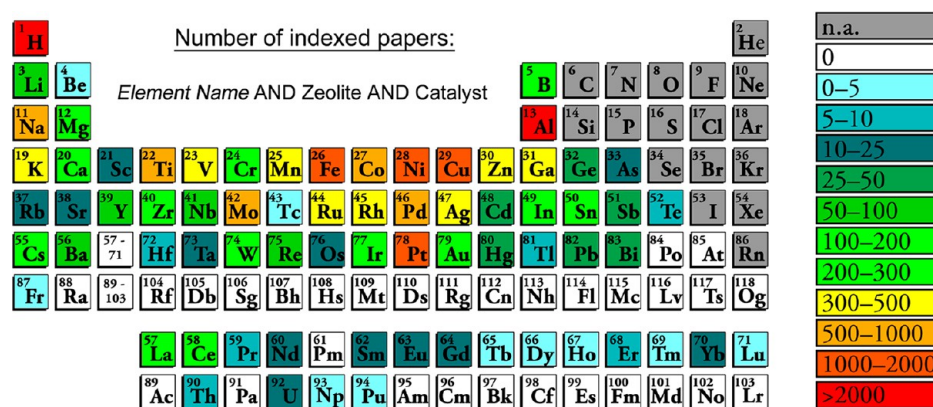 Number of indexed papers:
Element Name AND Zeolite AND Catalyst
1 H 2 He
3 Li 4 Be 5 B 6 C 7 N 8 O 9 F 10 Ne
11 Na 12 Mg 13 Al 14 Si 15 P 16 S 17 Cl 18 Ar
19 K 20 Ca 21 Sc 22 Ti 23 V 24 Cr 25 Mn 26 Fe 27 Co 28 Ni 29 Cu 30 Zn 31 Ga 32 Ge 33 As 34 Se 35 Br 36 Kr
37 Rb 38 Sr 39 Y 40 Zr 41 Nb 42 Mo 43 Tc 44 Ru 45 Rh 46 Pd 47 Ag 48 Cd 49 In 50 Sn 51 Sb 52 Te 53 I 54 Xe
55 Cs 56 Ba 57 - 71 72 Hf 73 Ta 74 W 75 Re 76 Os 77 Ir 78 Pt 79 Au 80 Hg 81 Tl 82 Pb 83 Bi 84 Po 85 At 86 Rn
87 Fr 88 Ra 89 - 103 104 Rf 105 Db 106 Sg 107 Bh 108 Hs 109 Mt 110 Ds 111 Rg 112 Cn 113 Nh 114 Fl 115 Mc 116 Lv 117 Ts 118 Og
57 La 58 Ce 59 Pr 60 Nd 61 Pm 62 Sm 63 Eu 64 Gd 65 Tb 66 Dy 67 Ho 68 Er 69 Tm 70 Yb 71 Lu
89 Ac 90 Th 91 Pa 92 U 93 Np 94 Pu 95 Am 96 Cm 97 Bk 98 Cf 99 Es 100 Fm 101 Md 102 No 103 Lr
n.a.
0
0–5
5–10
10–25
25–50
50–100
100–200
200–300
300–500
500–1000
1000–2000
>2000